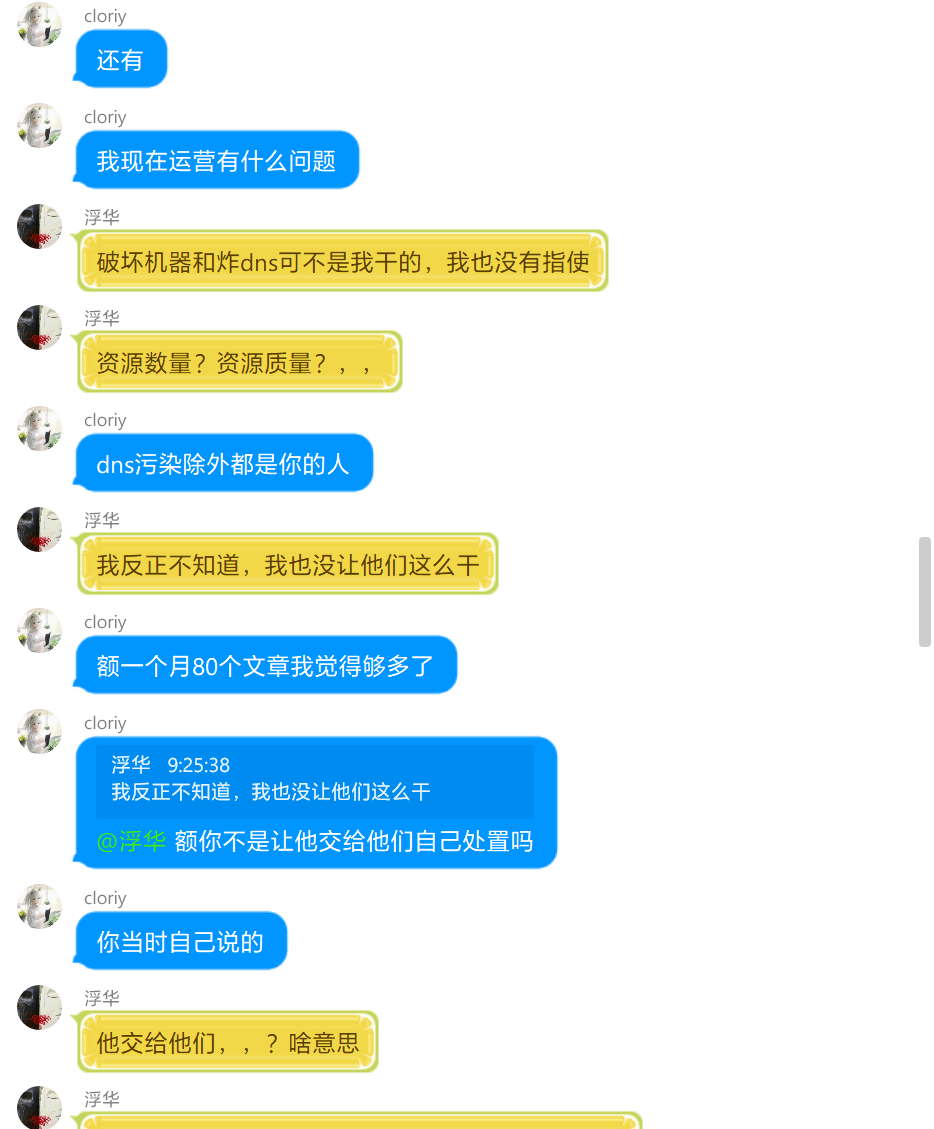 cloriy
还有
cloriy
我现在运营有什么问题
浮华
破坏机器和炸dns可不是我干的，我也没有指使
浮华
资源数量？资源质量？，，
cloriy
dns污染除外都是你的人
浮华
我反正不知道，我也没让他们这么干
cloriy
额一个月80个文章我觉得够多了
cloriy
浮华 9:25:38
我反正不知道，我也没让他们这么干
@浮华 额你不是让他交给他们自己处置吗
cloriy
你当时自己说的
浮华
他交给他们，，？啥意思
浮华